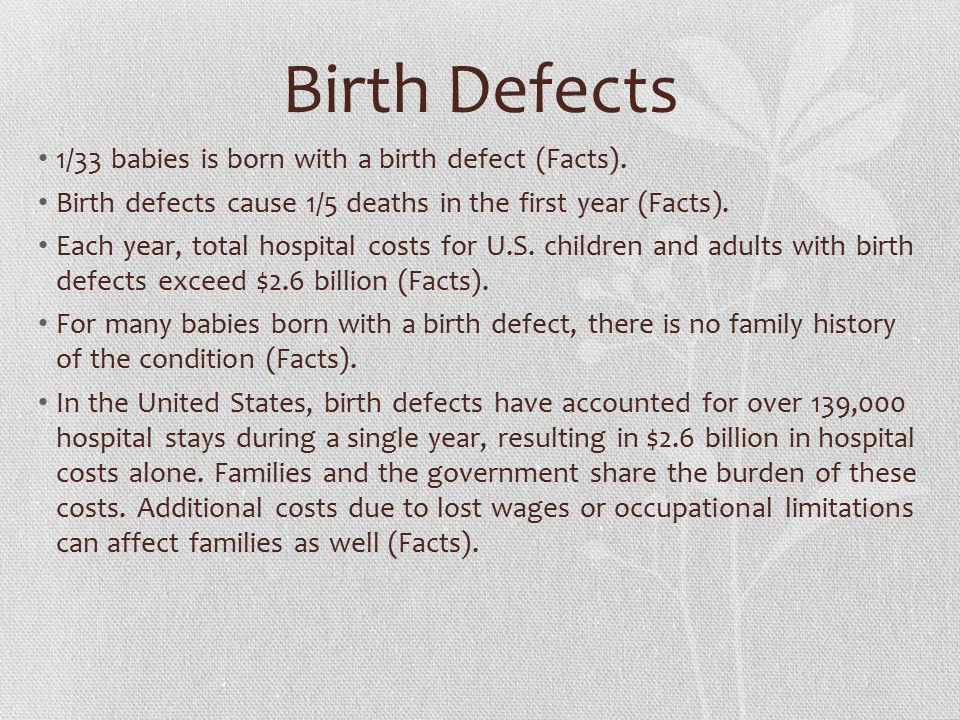 Birth Defects
• 1/33 babies is born with a birth defect (Facts).
• Birth defects cause 1/5 deaths in the first year (Facts).
• Each year, total hospital costs for U.S. children and adults with birth
defects exceed $2.6 billion (Facts).
• For many babies born with a birth defect, there is no family history
of the condition (Facts).
• In the United States, birth defects have accounted for over 139,000
hospital stays during a single year, resulting in $2.6 billion in hospital
costs alone. Families and the government share the burden of these
costs. Additional costs due to lost wages or occupational limitations
can affect families as well (Facts).